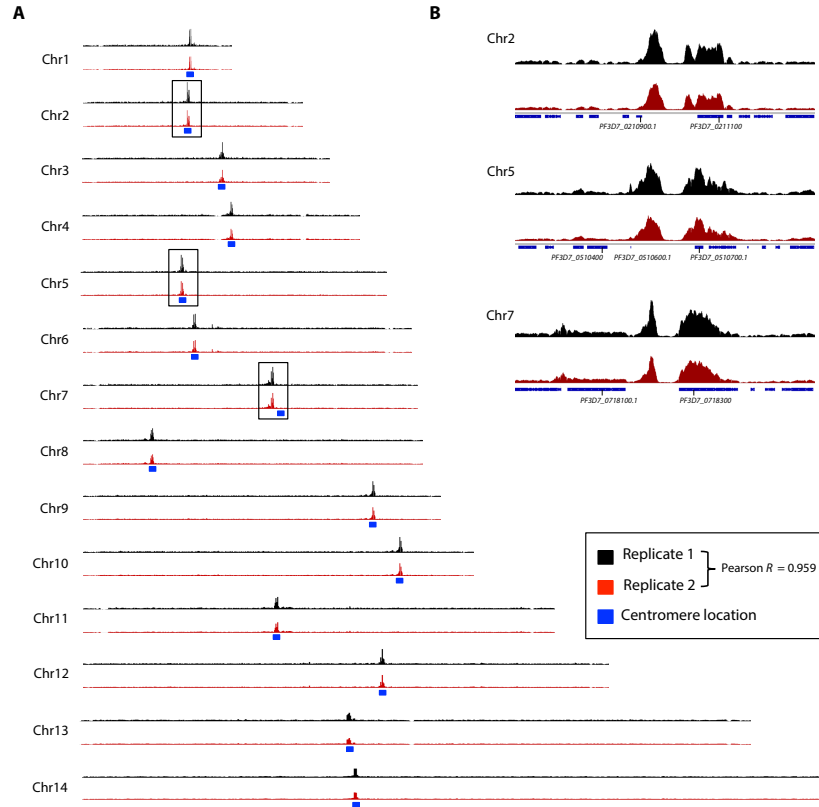 A
Chr1
Chr2
Chr3
Chr4
Chr5
Chr6
Chr7
Chr8
Chr9
Chr10
Chr11
Chr12
Chr13
Chr14
B
Chr2
PF3D7_0210900.1 PF3D7_0211100
Chr5
PF3D7_0510400 PF3D7_0510600.1 PF3D7_0510700.1
Chr7
PF3D7_0718100.1 PF3D7_0718300
Replicate 1
Replicate 2
Pearson R = 0.959
Centromere location